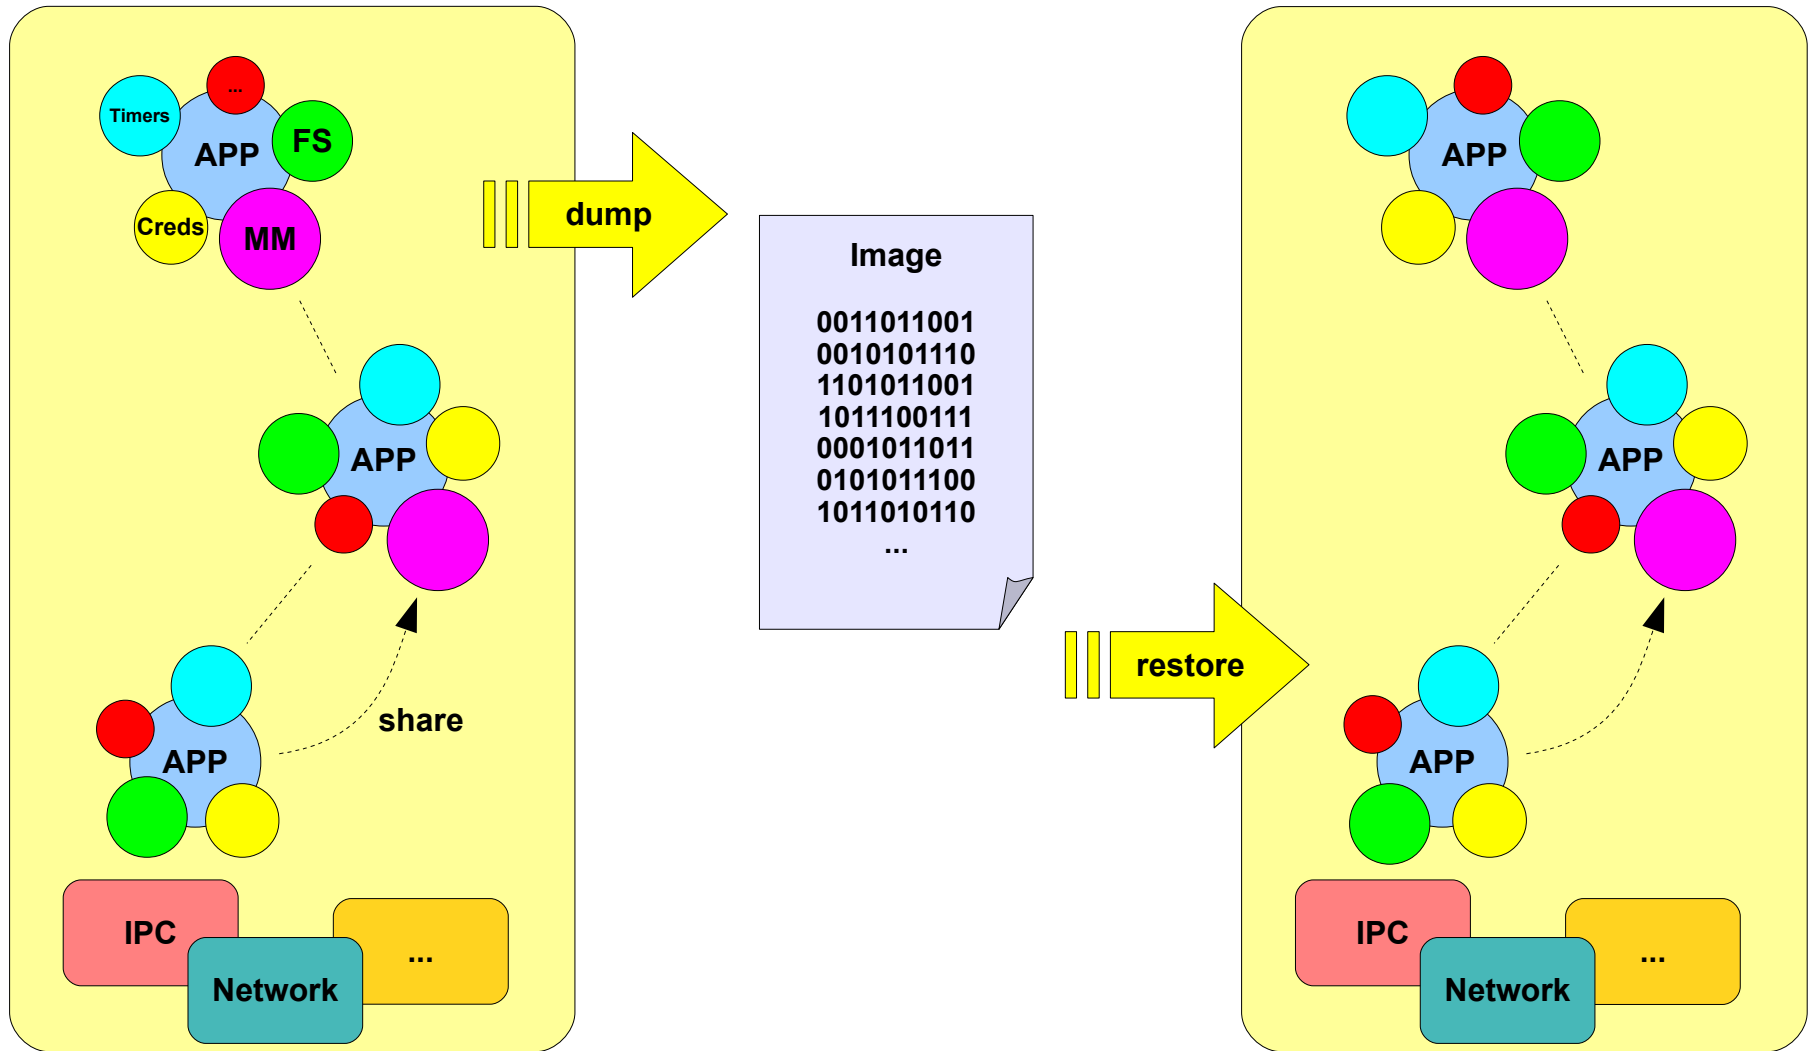 ...
Timers
APP
FS
Creds
MM
APP
share
APP
IPC
Network
...
dump
Image
0011011001
0010101110
1101011001
1011100111
0001011011
0101011100
1011010110
...
restore
APP
APP
APP
IPC
Network
...